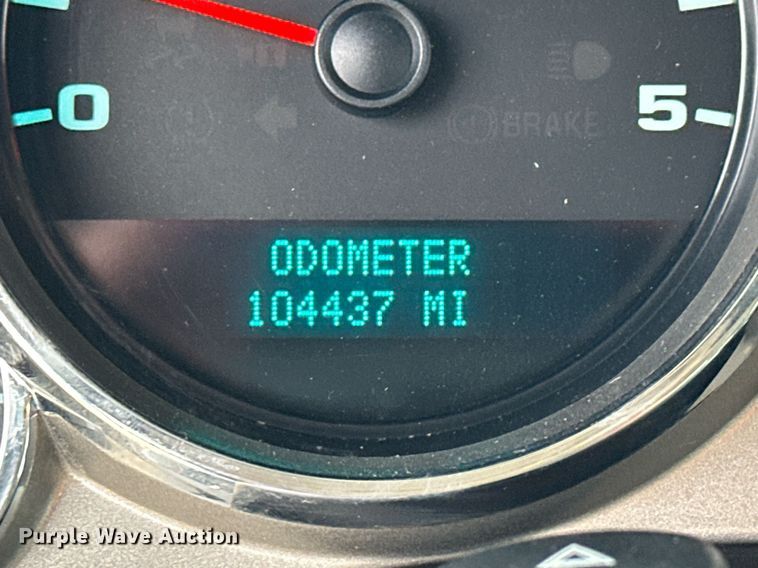 0
5
BRAKE
ODOMETER
104437 MI
Purple Wave Auction